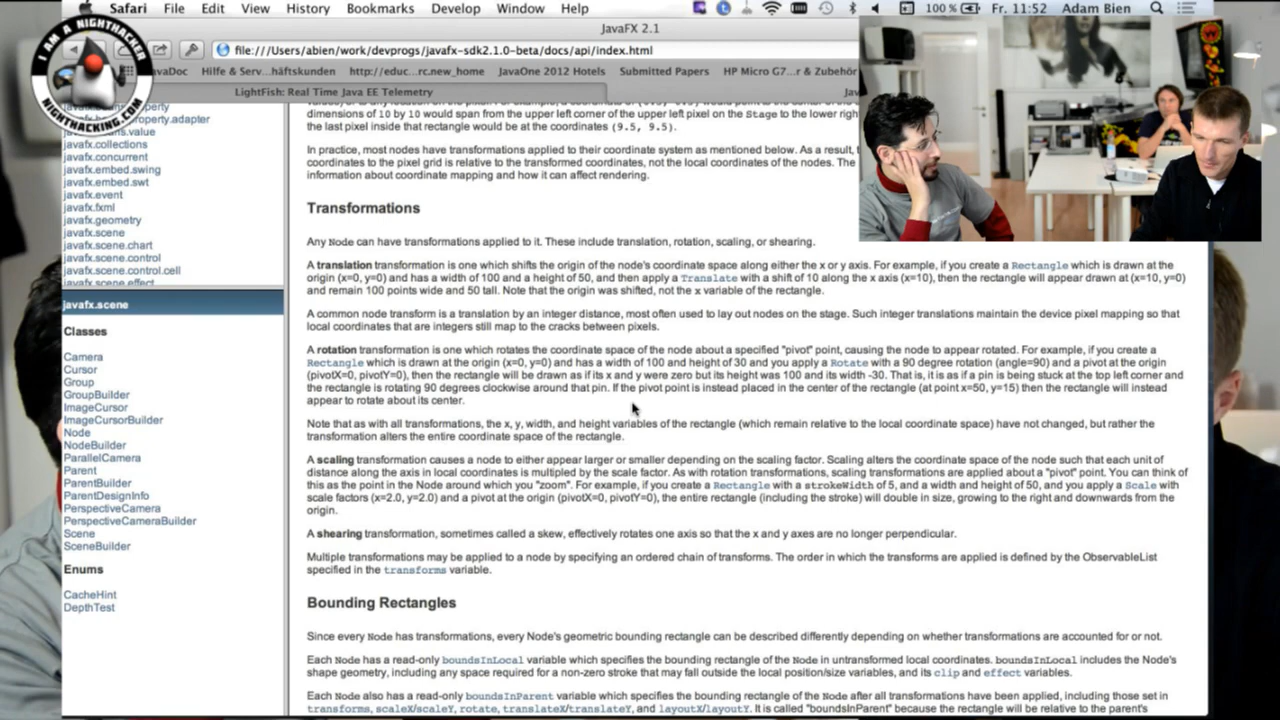 Safari File Edit View History Bookmarks Develop Window Help 100 % Fr. 11:52 Adam Bien
JavaFX 2.1
file:///Users/abien/work/devprogs/javafx-sdk2.1.0-beta/docs/api/index.html
avaDoc Hilfe & Serv...häftskunden http://educ...rc.new_home JavaOne 2012 Hotels Submitted Papers HP Micro G7...r & Zubehör
LightFish: Real Time Java EE Telemetry Jav
I AM A NIGHTHACKER
NIGHTHACKING.COM
property.adapter
javafx.collections
javafx.concurrent
javafx.embed.swing
javafx.embed.swt
javafx.event
javafx.fxml
javafx.geometry
javafx.scene
javafx.scene.chart
javafx.scene.control
javafx.scene.control.cell
javafx.scene.effect
javafx.scene
Classes
Camera
Cursor
Group
GroupBuilder
ImageCursor
ImageCursorBuilder
Node
NodeBuilder
ParallelCamera
Parent
ParentBuilder
ParentDesignInfo
PerspectiveCamera
PerspectiveCameraBuilder
Scene
SceneBuilder
Enums
CacheHint
DepthTest
dimensions of 10 by 10 would span from the upper left corner of the upper left pixel on the Stage to the lower righ
the last pixel inside that rectangle would be at the coordinates (9.5, 9.5).
In practice, most nodes have transformations applied to their coordinate system as mentioned below. As a result, t
coordinates to the pixel grid is relative to the transformed coordinates, not the local coordinates of the nodes. The
information about coordinate mapping and how it can affect rendering.
Transformations
Any Node can have transformations applied to it. These include translation, rotation, scaling, or shearing.
A translation transformation is one which shifts the origin of the node's coordinate space along either the x or y axis. For example, if you create a Rectangle which is drawn at the
origin (x=0, y=0) and has a width of 100 and a height of 50, and then apply a Translate with a shift of 10 along the x axis (x=10), then the rectangle will appear drawn at (x=10, y=0)
and remain 100 points wide and 50 tall. Note that the origin was shifted, not the x variable of the rectangle.
A common node transform is a translation by an integer distance, most often used to lay out nodes on the stage. Such integer translations maintain the device pixel mapping so that
local coordinates that are integers still map to the cracks between pixels.
A rotation transformation is one which rotates the coordinate space of the node about a specified "pivot" point, causing the node to appear rotated. For example, if you create a
Rectangle which is drawn at the origin (x=0, y=0) and has a width of 100 and height of 30 and you apply a Rotate with a 90 degree rotation (angle=90) and a pivot at the origin
(pivotX=0, pivotY=0), then the rectangle will be drawn as if its x and y were zero but its height was 100 and its width -30. That is, it is as if a pin is being stuck at the top left corner and
the rectangle is rotating 90 degrees clockwise around that pin. If the pivot point is instead placed in the center of the rectangle (at point x=50, y=15) then the rectangle will instead
appear to rotate about its center.
Note that as with all transformations, the x, y, width, and height variables of the rectangle (which remain relative to the local coordinate space) have not changed, but rather the
transformation alters the entire coordinate space of the rectangle.
A scaling transformation causes a node to either appear larger or smaller depending on the scaling factor. Scaling alters the coordinate space of the node such that each unit of
distance along the axis in local coordinates is multiplied by the scale factor. As with rotation transformations, scaling transformations are applied about a "pivot" point. You can think of
this as the point in the Node around which you "zoom". For example, if you create a Rectangle with a strokeWidth of 5, and a width and height of 50, and you apply a Scale with
scale factors (x=2.0, y=2.0) and a pivot at the origin (pivotX=0, pivotY=0), the entire rectangle (including the stroke) will double in size, growing to the right and downwards from the
origin.
A shearing transformation, sometimes called a skew, effectively rotates one axis so that the x and y axes are no longer perpendicular.
Multiple transformations may be applied to a node by specifying an ordered chain of transforms. The order in which the transforms are applied is defined by the ObservableList
specified in the transforms variable.
Bounding Rectangles
Since every Node has transformations, every Node's geometric bounding rectangle can be described differently depending on whether transformations are accounted for or not.
Each Node has a read-only boundsInLocal variable which specifies the bounding rectangle of the Node in untransformed local coordinates. boundsInLocal includes the Node's
shape geometry, including any space required for a non-zero stroke that may fall outside the local position/size variables, and its clip and effect variables.
Each Node also has a read-only boundsInParent variable which specifies the bounding rectangle of the Node after all transformations have been applied, including those set in
transforms, scaleX/scaleY, rotate, translateX/translateY, and layoutX/layoutY. It is called "boundsInParent" because the rectangle will be relative to the parent's